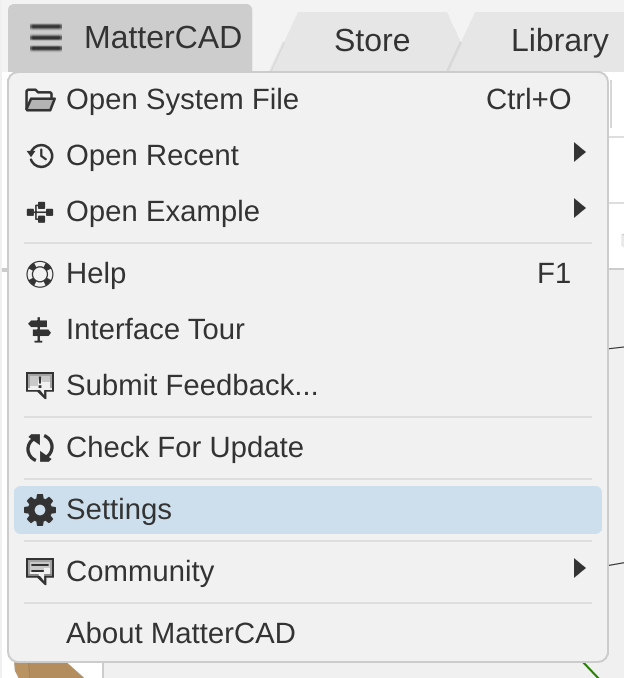 MatterCAD Store Library
Open System File Ctrl+O
Open Recent
Open Example
Help F1
Interface Tour
Submit Feedback...
Check For Update
Settings
Community
About MatterCAD